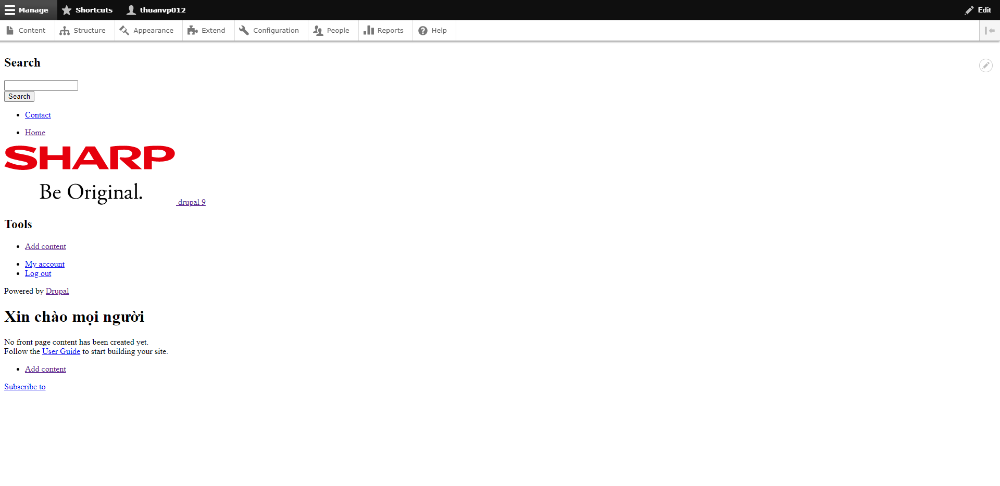 Manage Shortcuts thuanvp012 Edit
Content Structure Appearance Extend Configuration People Reports Help
Search
Search
Contact
Home
SHARP
Be Original.
drupal 9
Tools
Add content
My account
Log out
Powered by Drupal
Xin chào mọi người
No front page content has been created yet.
Follow the User Guide to start building your site.
Add content
Subscribe to